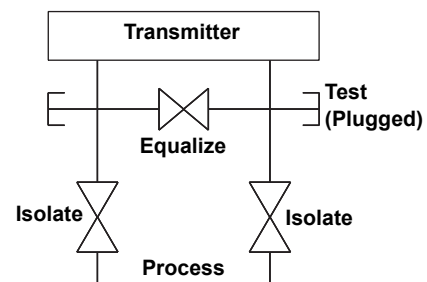 Transmitter
Test
(Plugged)
Equalize
Isolate
Isolate
Process